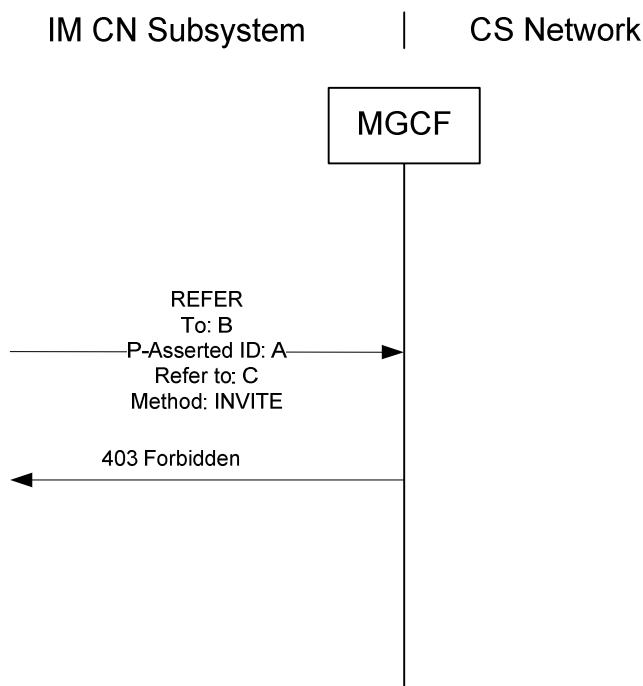 IM CN Subsystem | CS Network
MGCF
REFER
To: B
P-Asserted ID: A
Refer to: C
Method: INVITE
403 Forbidden